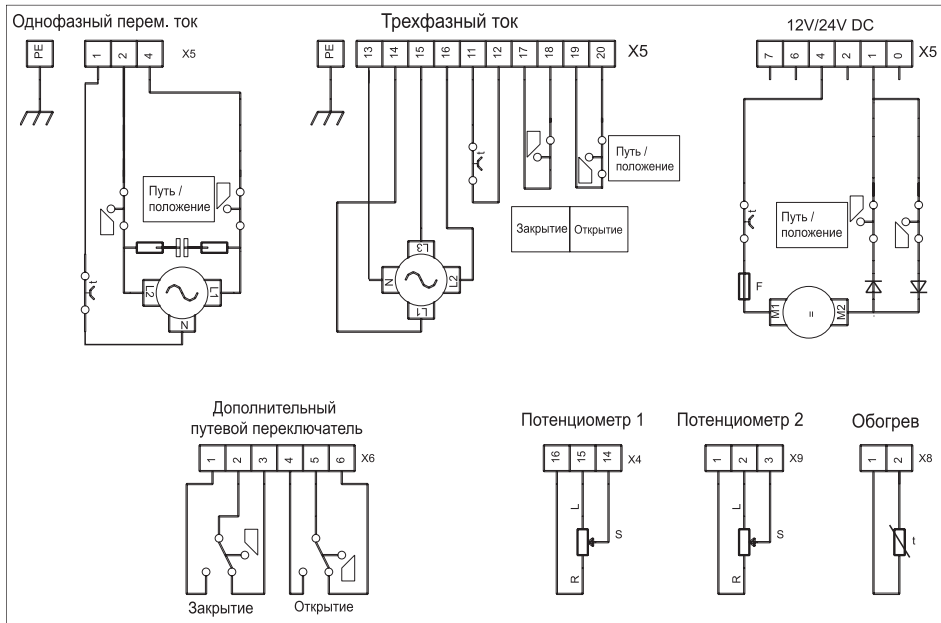 Однофазный перем. ток
PE
1 2 4
X5
Путь /
положение
t
L2
L1
N
Трехфазный ток
PE
13 14 15 16 11 12 17 18 19 20
X5
t
Путь /
положение
Закрытие
Открытие
L3
N
L2
L1
12V/24V DC
7 6 4 2 1 0
X5
t
Путь /
положение
F
M1
M2
=
Дополнительный
путевой переключатель
1 2 3 4 5 6
X6
Закрытие
Открытие
Потенциометр 1
16 15 14
X4
L
S
R
Потенциометр 2
1 2 3
X9
L
S
R
Обогрев
1 2
X8
t